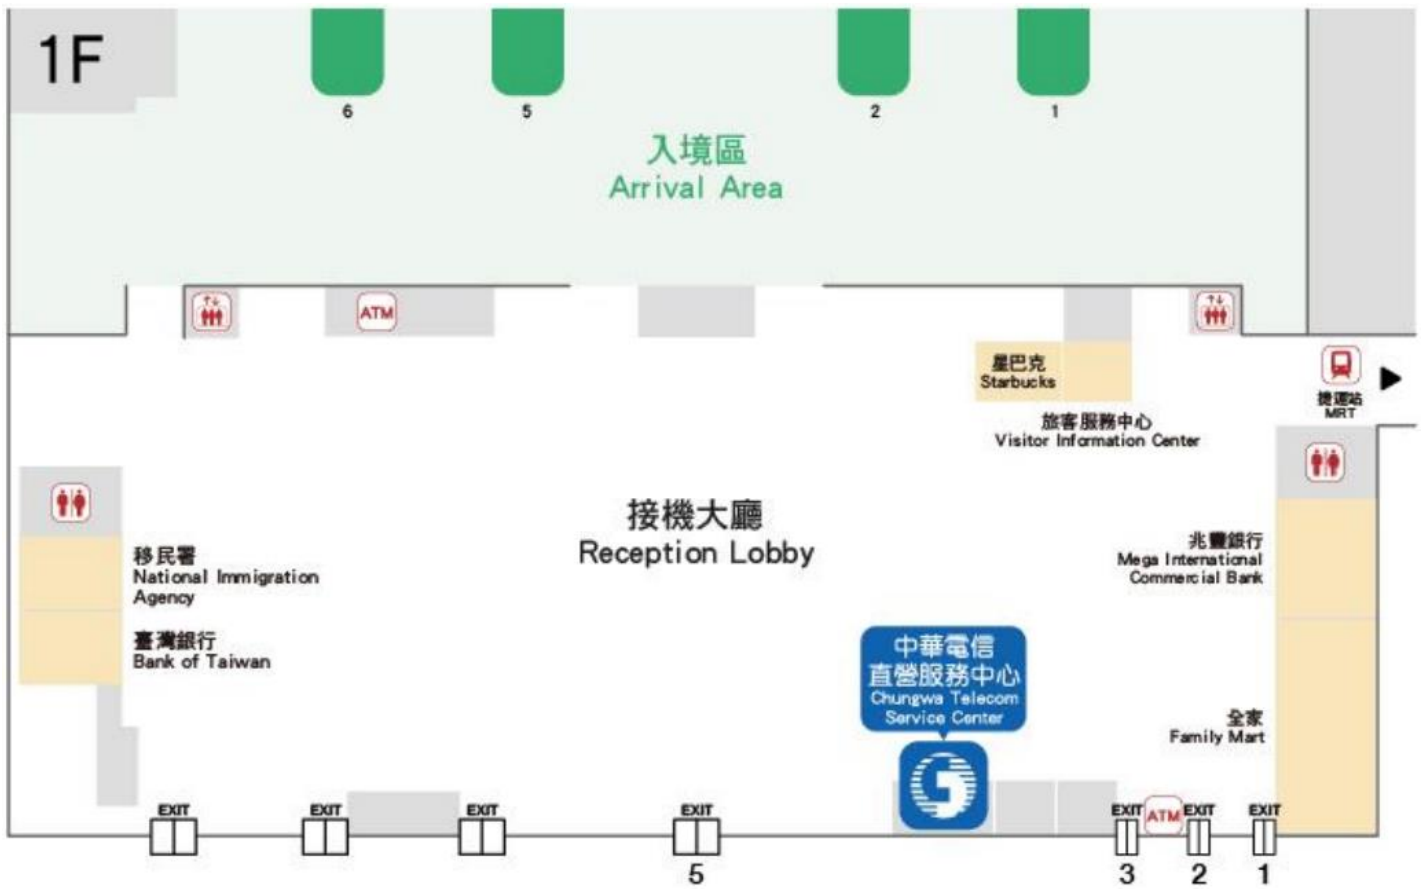 1F
6
5
2
1
入境區
Arrival Area
ATM
星巴克
Starbucks
捷運站
MRT
旅客服務中心
Visitor Information Center
接機大廳
Reception Lobby
移民署
National Immigration
Agency
兆豐銀行
Mega International
Commercial Bank
臺灣銀行
Bank of Taiwan
中華電信
直營服務中心
Chungwa Telecom
Service Center
全家
Family Mart
EXIT
EXIT
EXIT
EXIT
EXIT
ATM
EXIT
EXIT
5
3
2
1